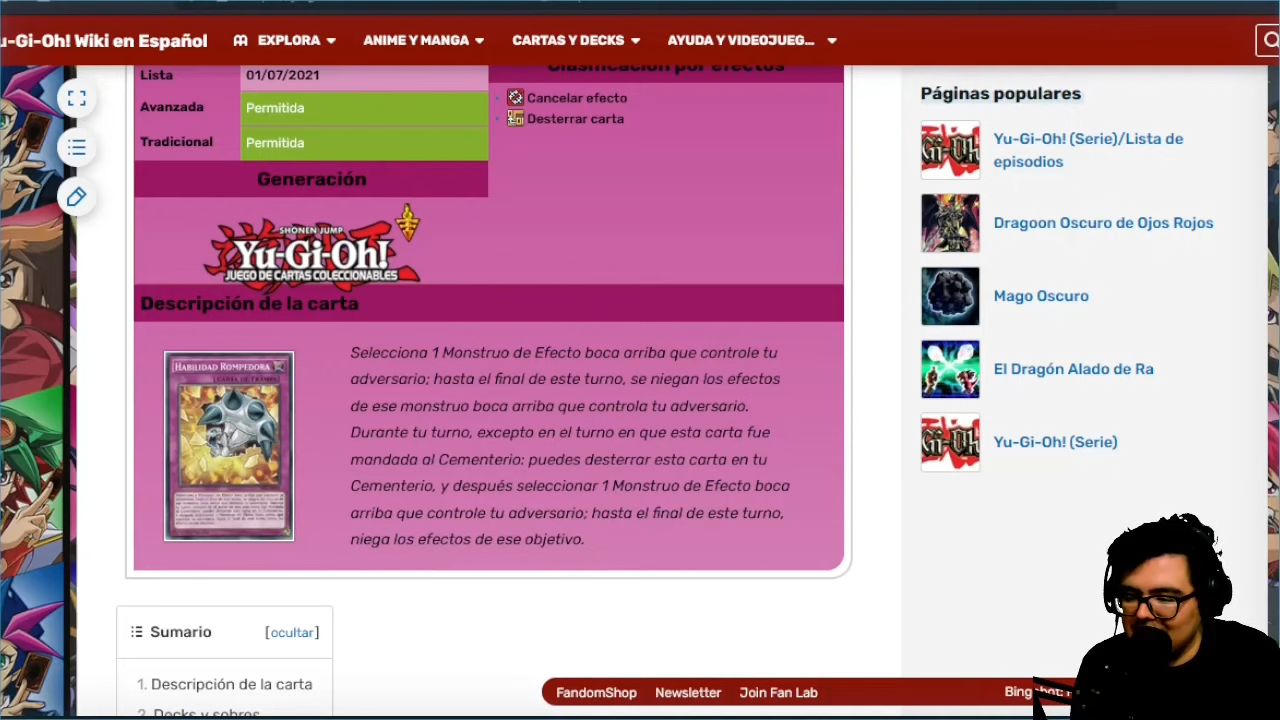 u-Gi-Oh! Wiki en Español
EXPLORA
ANIME Y MANGA
CARTAS Y DECKS
AYUDA Y VIDEOJUEG...
Lista
01/07/2021
Clasificación por efectos
Avanzada
Permitida
Cancelar efecto
Desterrar carta
Tradicional
Permitida
Generación
SHONEN JUMP
Yu-Gi-Oh!
JUEGO DE CARTAS COLECCIONABLES
Descripción de la carta
HABILIDAD ROMPEDORA
Selecciona 1 Monstruo de Efecto boca arriba que controle tu
adversario; hasta el final de este turno, se niegan los efectos
de ese monstruo boca arriba que controla tu adversario.
Durante tu turno, excepto en el turno en que esta carta fue
mandada al Cementerio: puedes desterrar esta carta en tu
Cementerio, y después seleccionar 1 Monstruo de Efecto boca
arriba que controle tu adversario; hasta el final de este turno,
niega los efectos de ese objetivo.
Sumario
[ocultar]
1. Descripción de la carta
2. Decks y sobres
Páginas populares
Yu-Gi-Oh! (Serie)/Lista de
episodios
Dragoon Oscuro de Ojos Rojos
Mago Oscuro
El Dragón Alado de Ra
Yu-Gi-Oh! (Serie)
FandomShop
Newsletter
Join Fan Lab